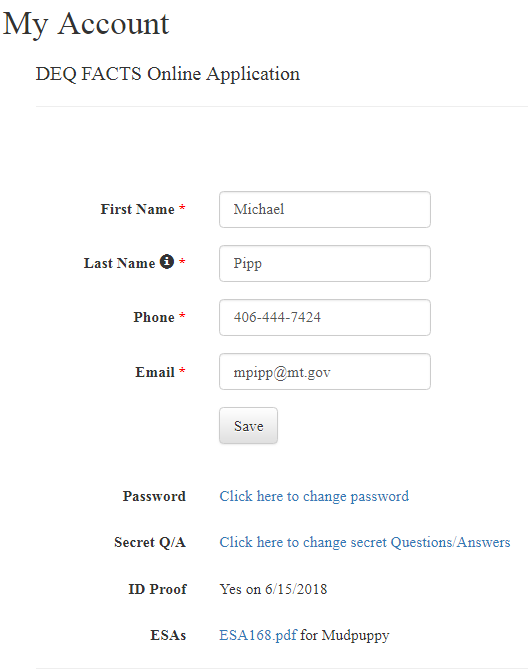 My Account
DEQ FACTS Online Application
First Name * Michael
Last Name * Pipp
Phone * 406-444-7424
Email * mpipp@mt.gov
Save
Password Click here to change password
Secret Q/A Click here to change secret Questions/Answers
ID Proof Yes on 6/15/2018
ESAs ESA168.pdf for Mudpuppy